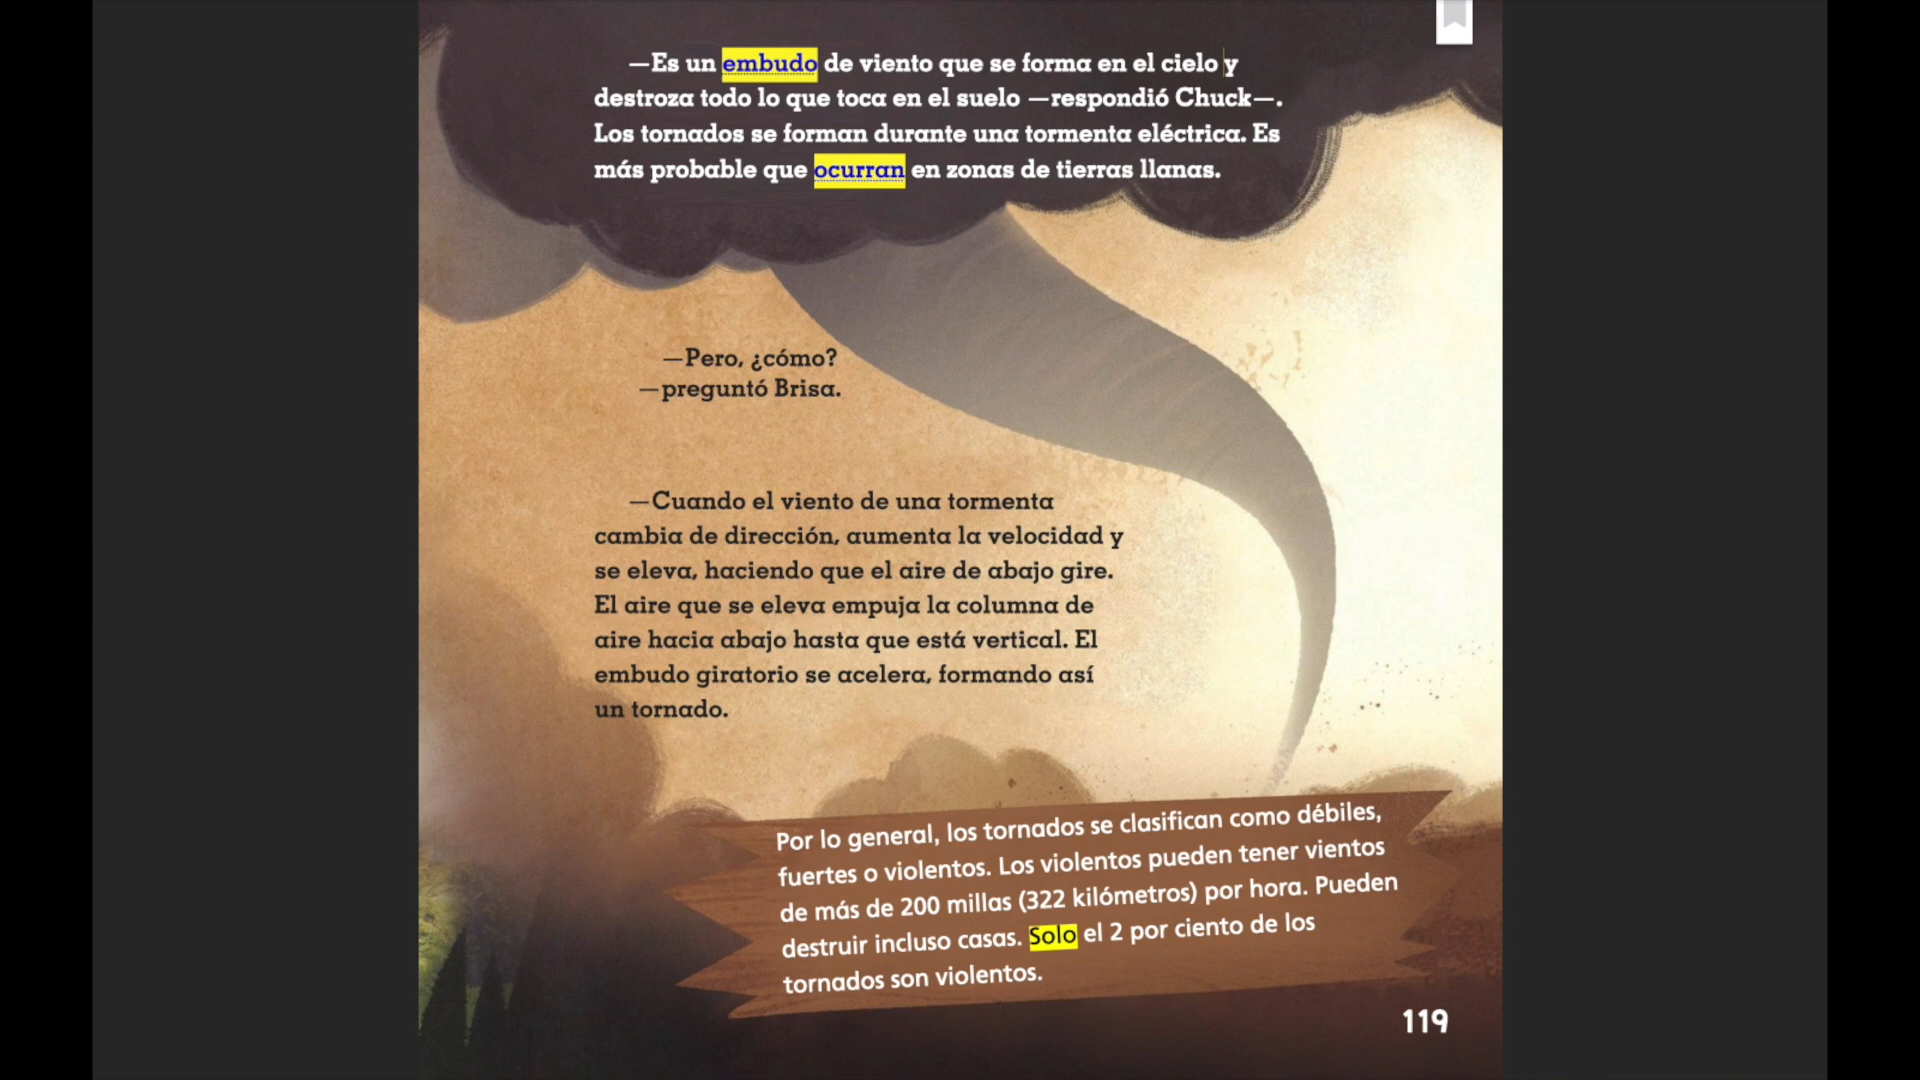 —Es un embudo de viento que se forma en el cielo y
destroza todo lo que toca en el suelo —respondió Chuck—.
Los tornados se forman durante una tormenta eléctrica. Es
más probable que ocurran en zonas de tierras llanas.
—Pero, ¿cómo?
—preguntó Brisa.
—Cuando el viento de una tormenta
cambia de dirección, aumenta la velocidad y
se eleva, haciendo que el aire de abajo gire.
El aire que se eleva empuja la columna de
aire hacia abajo hasta que está vertical. El
embudo giratorio se acelera, formando así
un tornado.
Por lo general, los tornados se clasifican como débiles,
fuertes o violentos. Los violentos pueden tener vientos
de más de 200 millas (322 kilómetros) por hora. Pueden
destruir incluso casas. Solo el 2 por ciento de los
tornados son violentos.
119